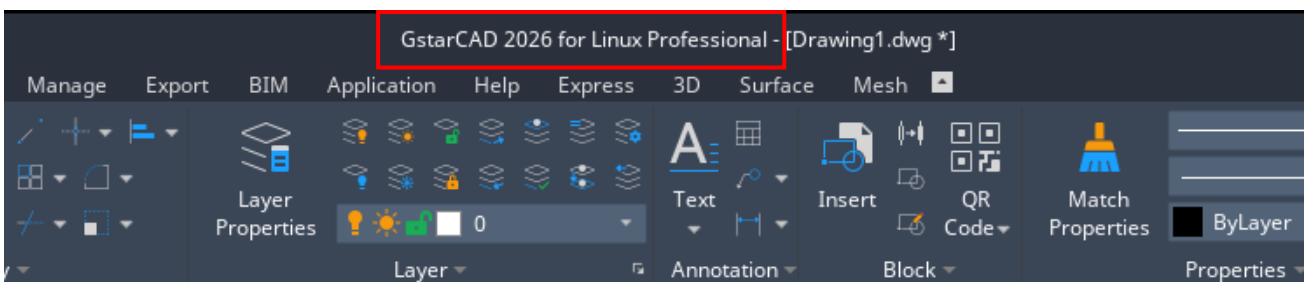 GstarCAD 2026 for Linux Professional - [Drawing1.dwg *]
Manage Export BIM Application Help Express 3D Surface Mesh
Layer Properties
0
Text
Insert
QR Code
Match Properties
ByLayer
Layer
Annotation
Block
Properties